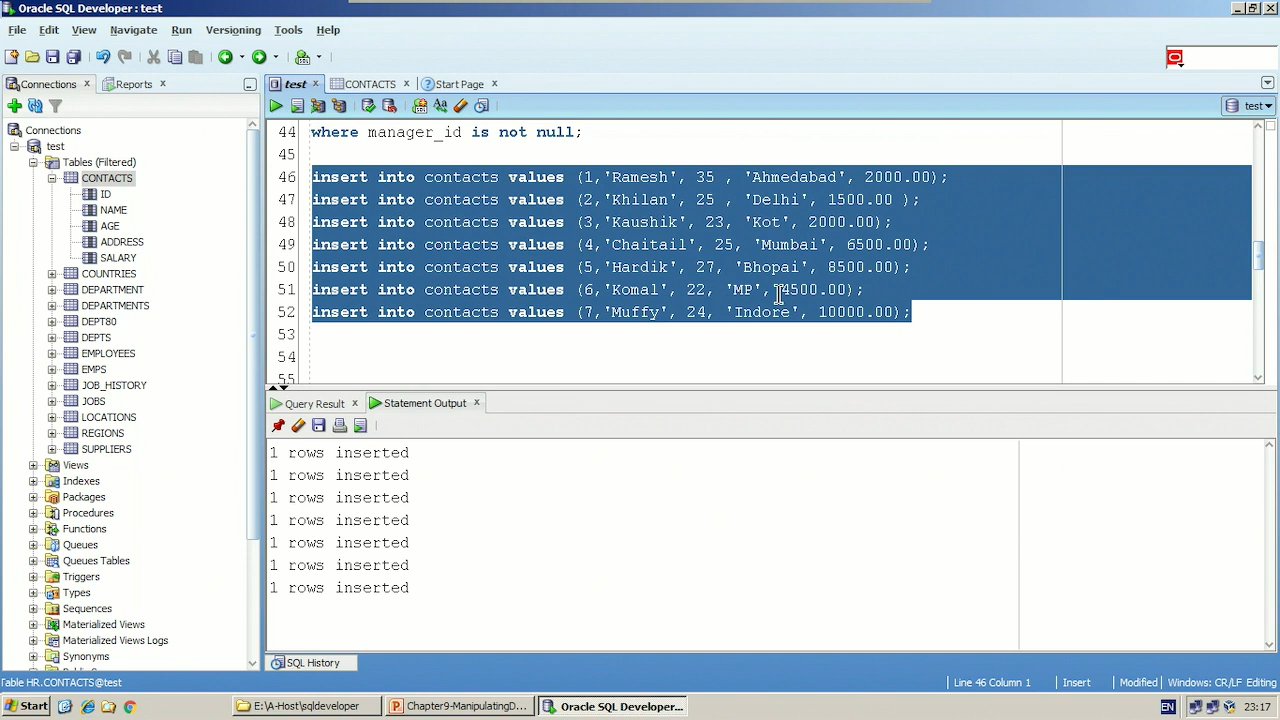 Oracle SQL Developer : test
File Edit View Navigate Run Versioning Tools Help
Connections Reports
test CONTACTS Start Page
test
Connections
test
Tables (Filtered)
CONTACTS
ID
NAME
AGE
ADDRESS
SALARY
COUNTRIES
DEPARTMENT
DEPARTMENTS
DEPT80
DEPTS
EMPLOYEES
EMPS
JOB_HISTORY
JOBS
LOCATIONS
REGIONS
SUPPLIERS
Views
Indexes
Packages
Procedures
Functions
Queues
Queues Tables
Triggers
Types
Sequences
Materialized Views
Materialized Views Logs
Synonyms
44 where manager_id is not null;
45
46 insert into contacts values (1,'Ramesh', 35 , 'Ahmedabad', 2000.00);
47 insert into contacts values (2,'Khilan', 25 , 'Delhi', 1500.00 );
48 insert into contacts values (3,'Kaushik', 23, 'Kot', 2000.00);
49 insert into contacts values (4,'Chaitail', 25, 'Mumbai', 6500.00);
50 insert into contacts values (5,'Hardik', 27, 'Bhopai', 8500.00);
51 insert into contacts values (6,'Komal', 22, 'MP', 4500.00);
52 insert into contacts values (7,'Muffy', 24, 'Indore', 10000.00);
53
54
55
Query Result Statement Output
1 rows inserted
1 rows inserted
1 rows inserted
1 rows inserted
1 rows inserted
1 rows inserted
1 rows inserted
SQL History
Table HR.CONTACTS@test Line 46 Column 1 Insert Modified Windows: CR/LF Editing
Start E:\A-Host\sqldeveloper Chapter9-ManipulatingD... Oracle SQL Developer... EN 23:17